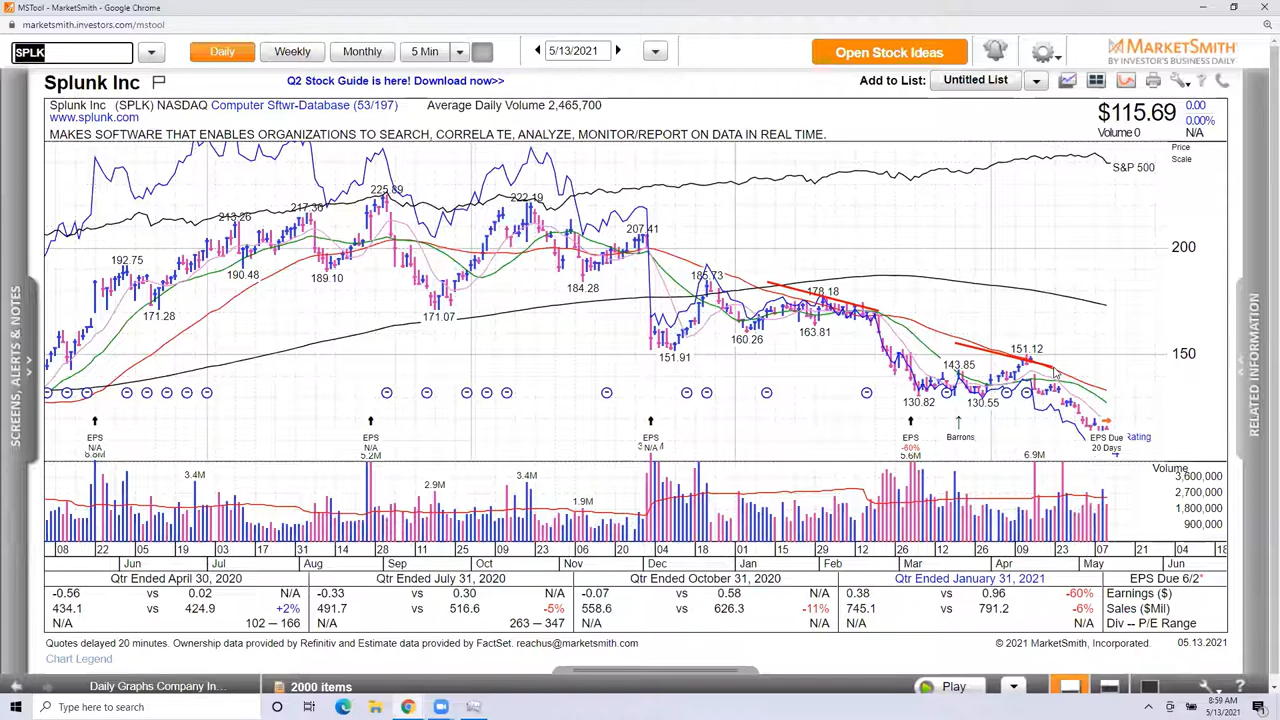 MSTool - MarketSmith - Google Chrome
marketsmith.investors.com/mstool
SPLK
Daily
Weekly
Monthly
5 Min
5/13/2021
Open Stock Ideas
MARKETSMITH
BY INVESTOR'S BUSINESS DAILY
Splunk Inc
Q2 Stock Guide is here! Download now>>
Add to List:
Untitled List
Splunk Inc (SPLK) NASDAQ Computer Sftwr-Database (53/197)
Average Daily Volume 2,465,700
www.splunk.com
MAKES SOFTWARE THAT ENABLES ORGANIZATIONS TO SEARCH, CORRELA TE, ANALYZE, MONITOR/REPORT ON DATA IN REAL TIME.
$115.69
Volume 0
0.00
0.00%
N/A
Price
Scale
S&P 500
225.89
222.19
217.36
213.26
207.41
200
192.75
190.48
189.10
184.28
185.73
178.18
171.28
171.07
160.26
163.81
151.91
151.12
150
143.85
130.82
130.55
EPS
N/A
8.8M
EPS
N/A
5.2M
EPS
N/A
EPS
-60%
5.6M
Barrons
EPS Due
20 Days
Rating
6.9M
3.4M
2.9M
3.4M
1.9M
Volume
3,600,000
2,700,000
1,800,000
900,000
08 22 05 19 03 17 31 14 28 11 25 09 23 06 20 04 18 01 15 29 12 26 12 26 09 23 07 21 04 18
Jun Jul Aug Sep Oct Nov Dec Jan Feb Mar Apr May Jun
Qtr Ended April 30, 2020
Qtr Ended July 31, 2020
Qtr Ended October 31, 2020
Qtr Ended January 31, 2021
EPS Due 6/2*
-0.56 vs 0.02 N/A
-0.33 vs 0.30 N/A
-0.07 vs 0.58 N/A
0.38 vs 0.96 -60%
Earnings ($)
434.1 vs 424.9 +2%
491.7 vs 516.6 -5%
558.6 vs 626.3 -11%
745.1 vs 791.2 -6%
Sales ($Mil)
N/A 102 — 166
N/A 263 — 347
N/A N/A
N/A N/A
Div -- P/E Range
Quotes delayed 20 minutes. Ownership data provided by Refinitiv and Estimate data provided by FactSet. reachus@marketsmith.com
© 2021 MarketSmith, Incorporated.
05.13.2021
Chart Legend
SCREENS, ALERTS & NOTES
RELATED INFORMATION
Daily Graphs Company In...
2000 items
Play
Type here to search
8:59 AM
5/13/2021